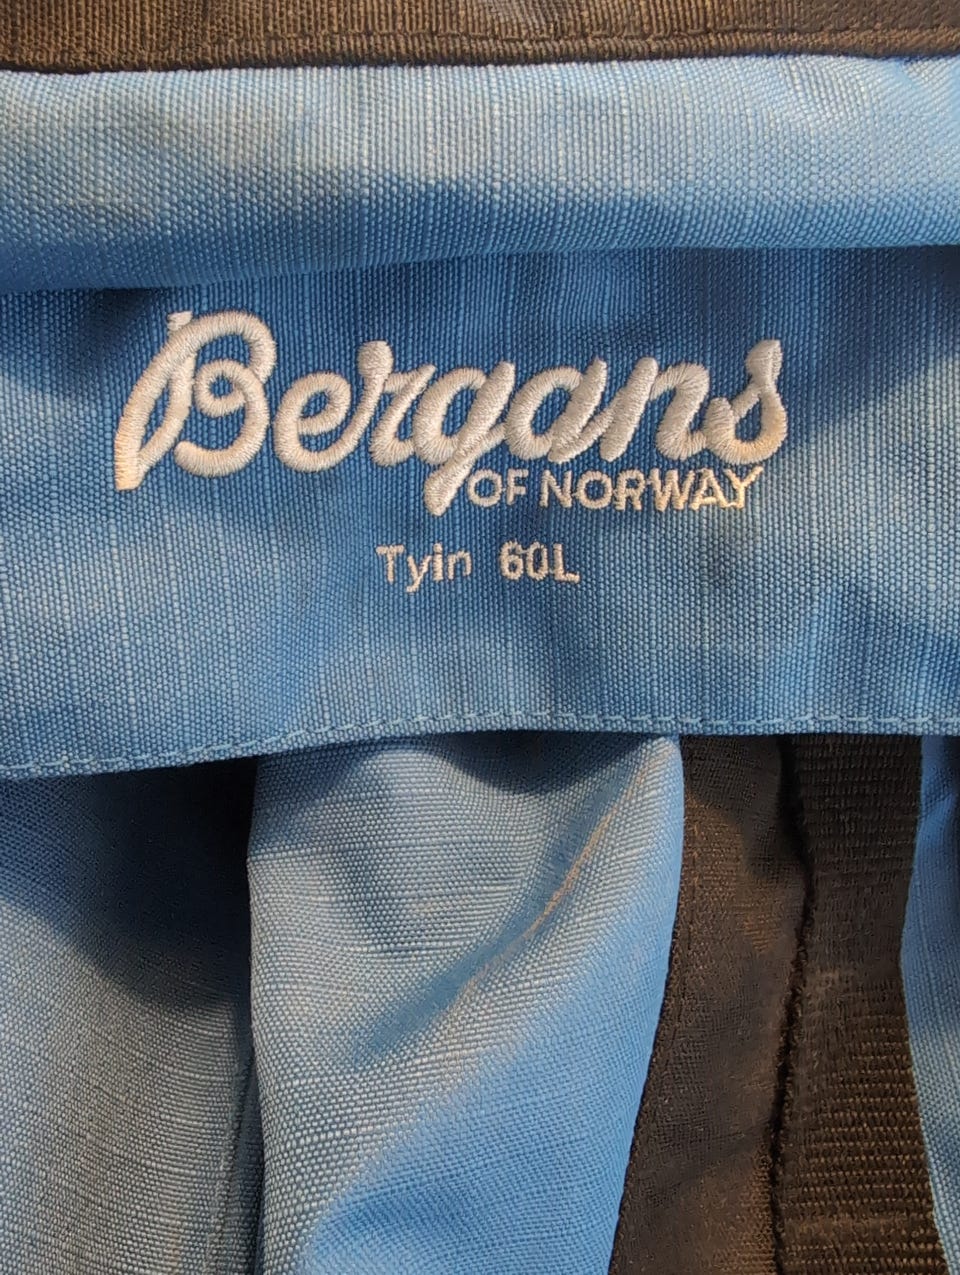 Bergans
OF NORWAY
Tyin 60L